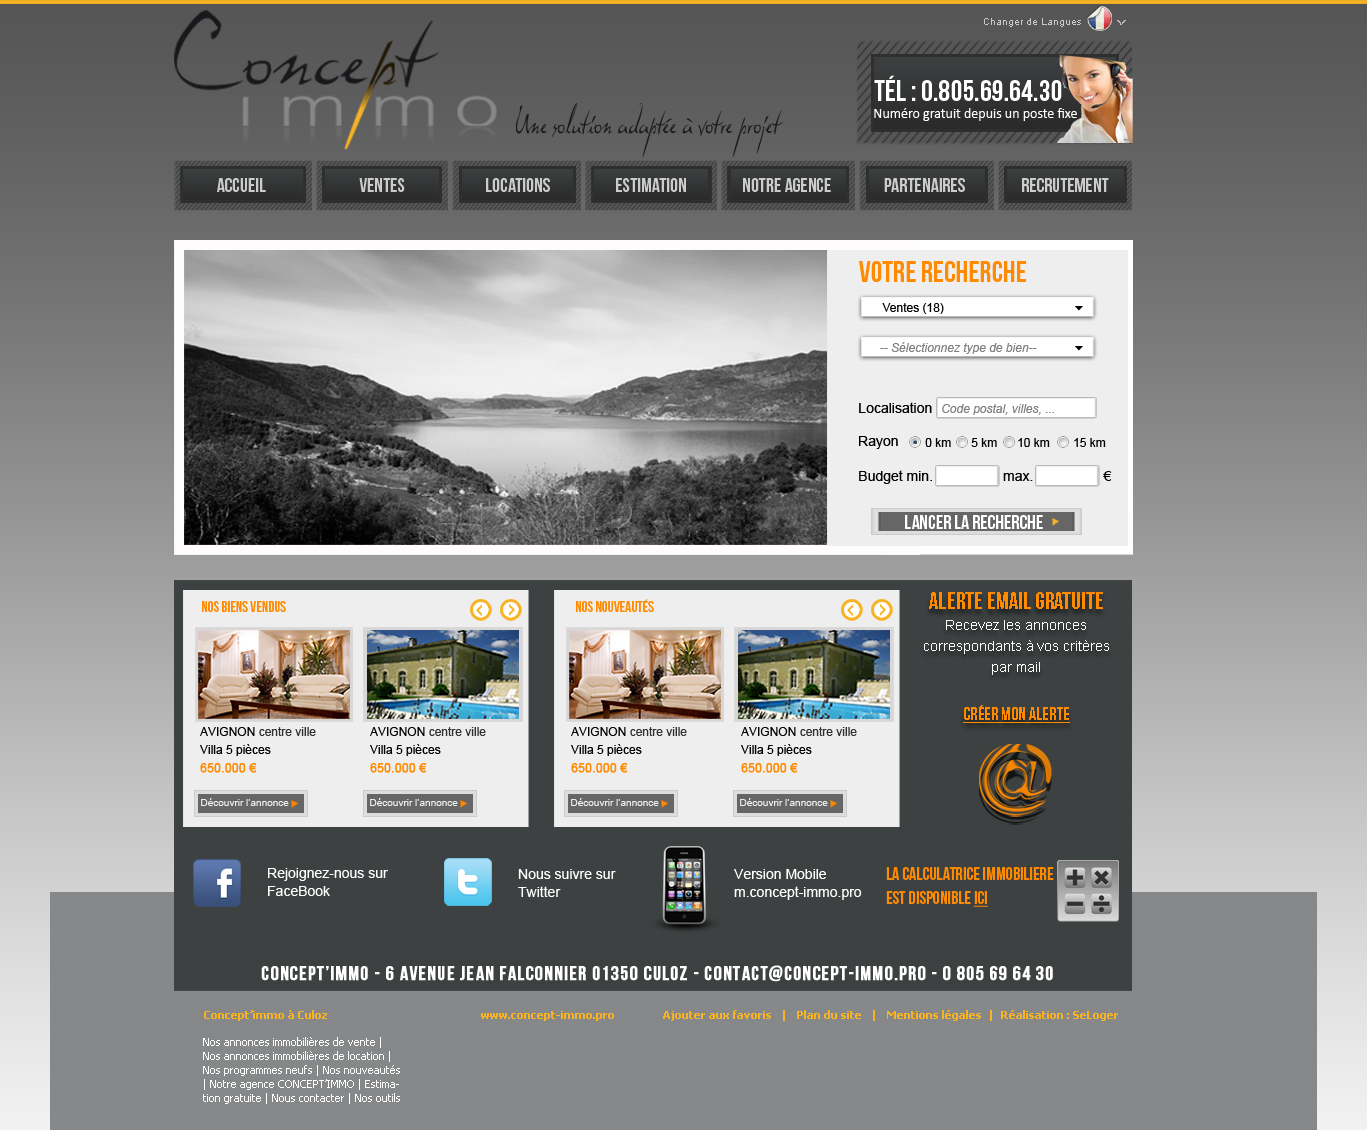 Changer de Langues
Concept
immo
Une solution adaptée à votre projet
TÉL : 0.805.69.64.30
Numéro gratuit depuis un poste fixe
ACCUEIL
VENTES
LOCATIONS
ESTIMATION
NOTRE AGENCE
PARTENAIRES
RECRUTEMENT
VOTRE RECHERCHE
Ventes (18)
-- Sélectionnez type de bien--
Localisation Code postal, villes, ...
Rayon 0 km 5 km 10 km 15 km
Budget min. max. €
LANCER LA RECHERCHE
NOS BIENS VENDUS
AVIGNON centre ville
Villa 5 pièces
650.000 €
Découvrir l'annonce
AVIGNON centre ville
Villa 5 pièces
650.000 €
Découvrir l'annonce
NOS NOUVEAUTÉS
AVIGNON centre ville
Villa 5 pièces
650.000 €
Découvrir l'annonce
AVIGNON centre ville
Villa 5 pièces
650.000 €
Découvrir l'annonce
ALERTE EMAIL GRATUITE
Recevez les annonces
correspondants à vos critères
par mail
CRÉER MON ALERTE
@
f
Rejoignez-nous sur
FaceBook
t
Nous suivre sur
Twitter
Version Mobile
m.concept-immo.pro
LA CALCULATRICE IMMOBILIERE
EST DISPONIBLE ICI
CONCEPT'IMMO - 6 AVENUE JEAN FALCONNIER 01350 CULOZ - CONTACT@CONCEPT-IMMO.PRO - 0 805 69 64 30
Concept'immo à Culoz
www.concept-immo.pro
Ajouter aux favoris | Plan du site | Mentions légales | Réalisation : SeLoger
Nos annonces immobilières de vente |
Nos annonces immobilières de location |
Nos programmes neufs | Nos nouveautés
| Notre agence CONCEPT'IMMO | Estima-
tion gratuite | Nous contacter | Nos outils